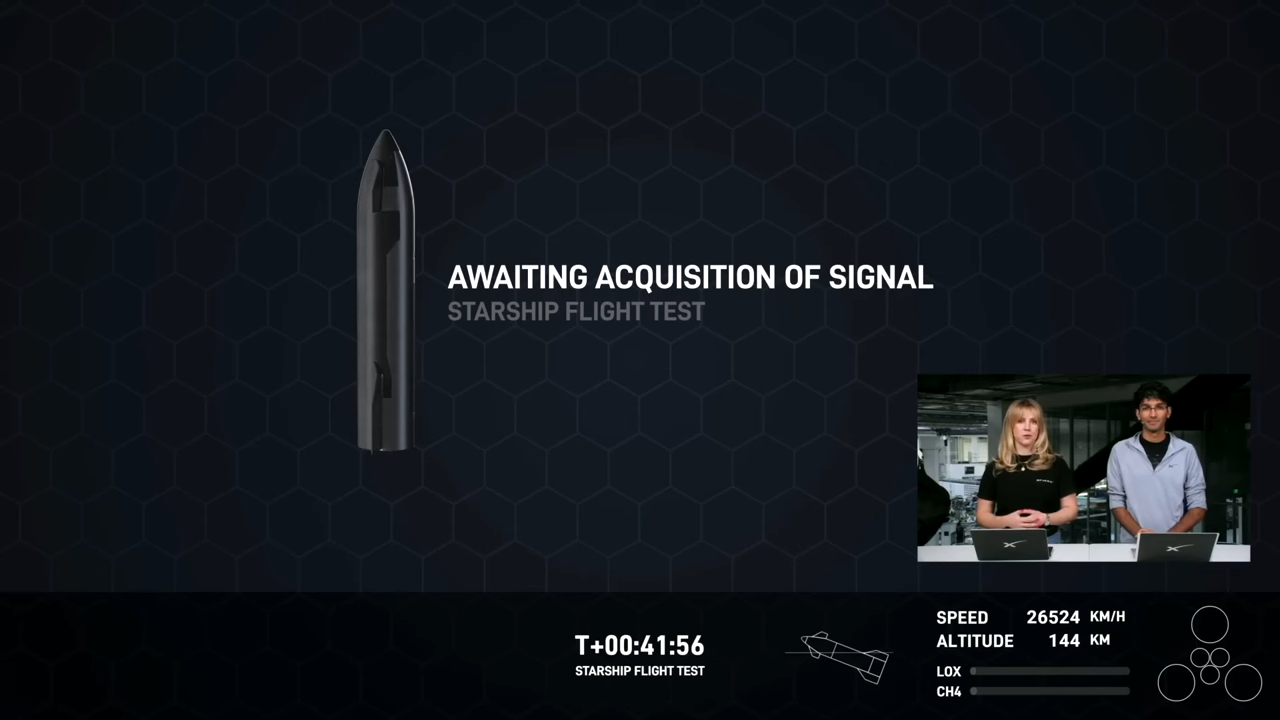 AWAITING ACQUISITION OF SIGNAL
STARSHIP FLIGHT TEST
T+00:41:56
STARSHIP FLIGHT TEST
SPEED 26524 KM/H
ALTITUDE 144 KM
LOX
CH4